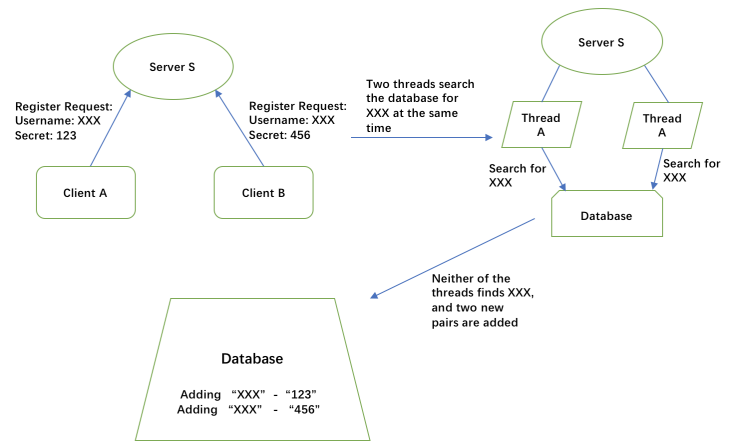 Server S
Register Request:
Username: XXX
Secret: 123
Register Request:
Username: XXX
Secret: 456
Client A
Client B
Two threads search
the database for
XXX at the same
time
Server S
Thread
A
Thread
A
Search for
XXX
Search for
XXX
Database
Neither of the
threads finds XXX,
and two new
pairs are added
Database
Adding “XXX” - “123”
Adding “XXX” - “456”